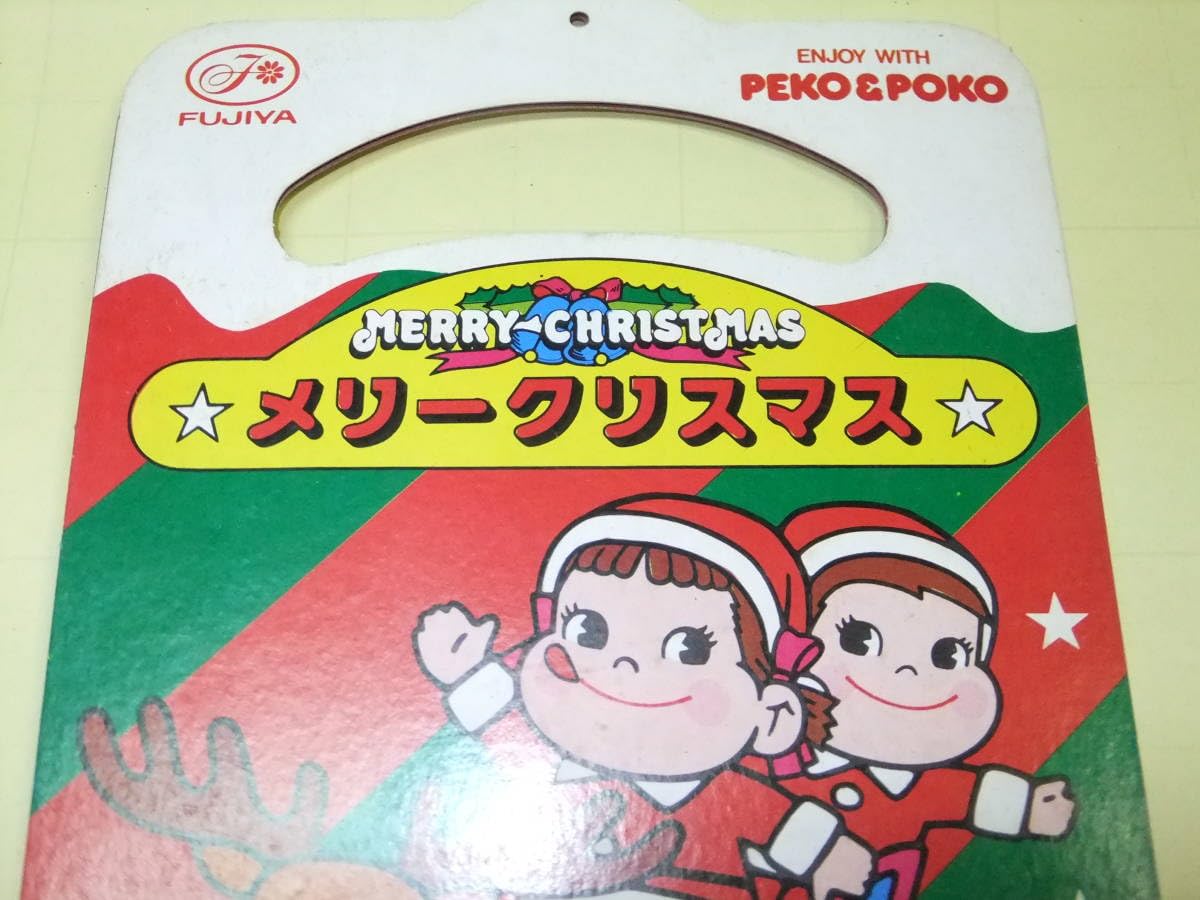 FUJIYA
ENJOY WITH
PEKO&POKO
MERRY CHRISTMAS
メリークリスマス